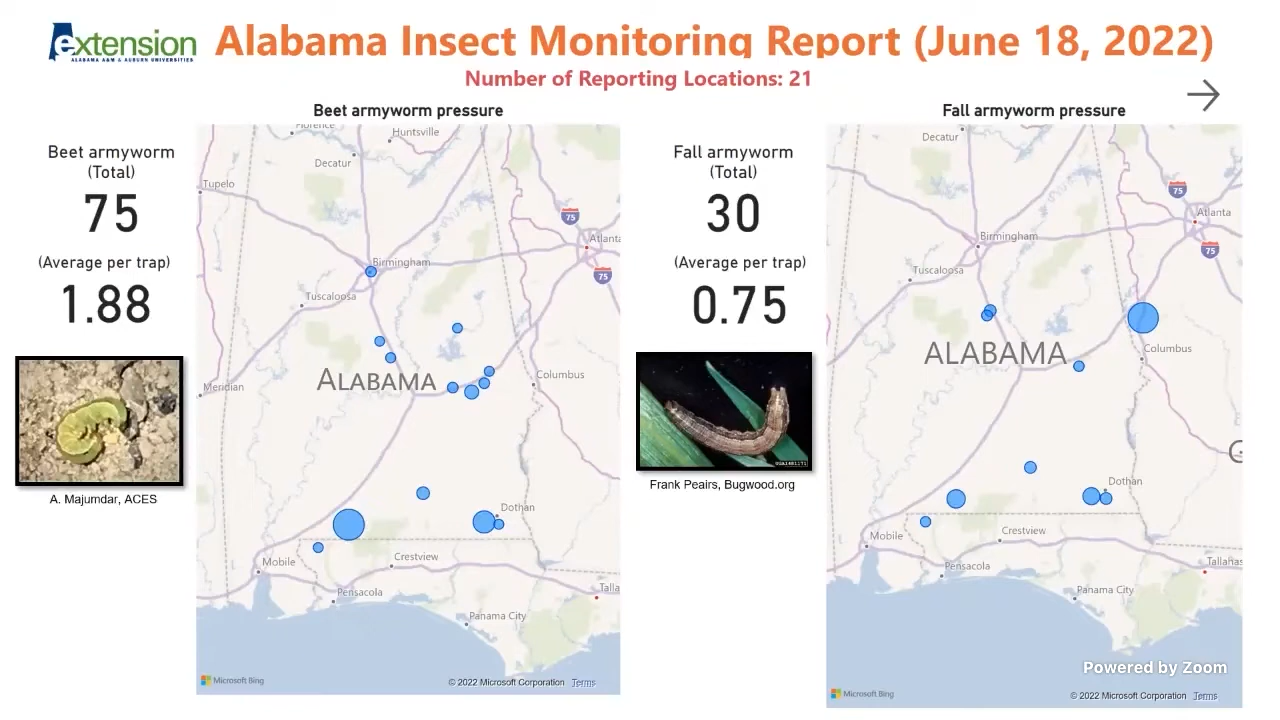 extension
ALABAMA A&M & AUBURN UNIVERSITIES
Alabama Insect Monitoring Report (June 18, 2022)
Number of Reporting Locations: 21
Beet armyworm pressure
Beet armyworm
(Total)
75
(Average per trap)
1.88
A. Majumdar, ACES
Florence
Huntsville
Decatur
Tupelo
75
Atlanta
Birmingham
75
Tuscaloosa
ALABAMA
Columbus
Meridian
Dothan
Crestview
Mobile
Pensacola
Talla
Panama City
Microsoft Bing
© 2022 Microsoft Corporation Terms
Fall armyworm pressure
Fall armyworm
(Total)
30
(Average per trap)
0.75
Frank Peairs, Bugwood.org
Decatur
75
Atlanta
Birmingham
75
Tuscaloosa
ALABAMA
Columbus
Dothan
Crestview
Mobile
Pensacola
Tallahas
Panama City
Powered by Zoom
Microsoft Bing
© 2022 Microsoft Corporation Terms